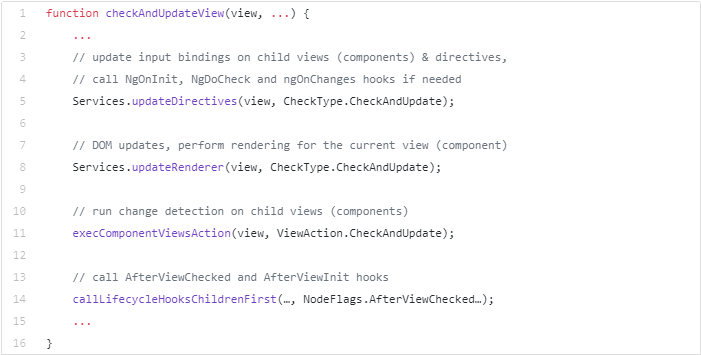 1 function checkAndUpdateView(view, ...) {
2 ...
3 // update input bindings on child views (components) & directives,
4 // call NgOnInit, NgDoCheck and ngOnChanges hooks if needed
5 Services.updateDirectives(view, CheckType.CheckAndUpdate);
6
7 // DOM updates, perform rendering for the current view (component)
8 Services.updateRenderer(view, CheckType.CheckAndUpdate);
9
10 // run change detection on child views (components)
11 execComponentViewsAction(view, ViewAction.CheckAndUpdate);
12
13 // call AfterViewChecked and AfterViewInit hooks
14 callLifecycleHooksChildrenFirst(…, NodeFlags.AfterViewChecked…);
15 ...
16 }